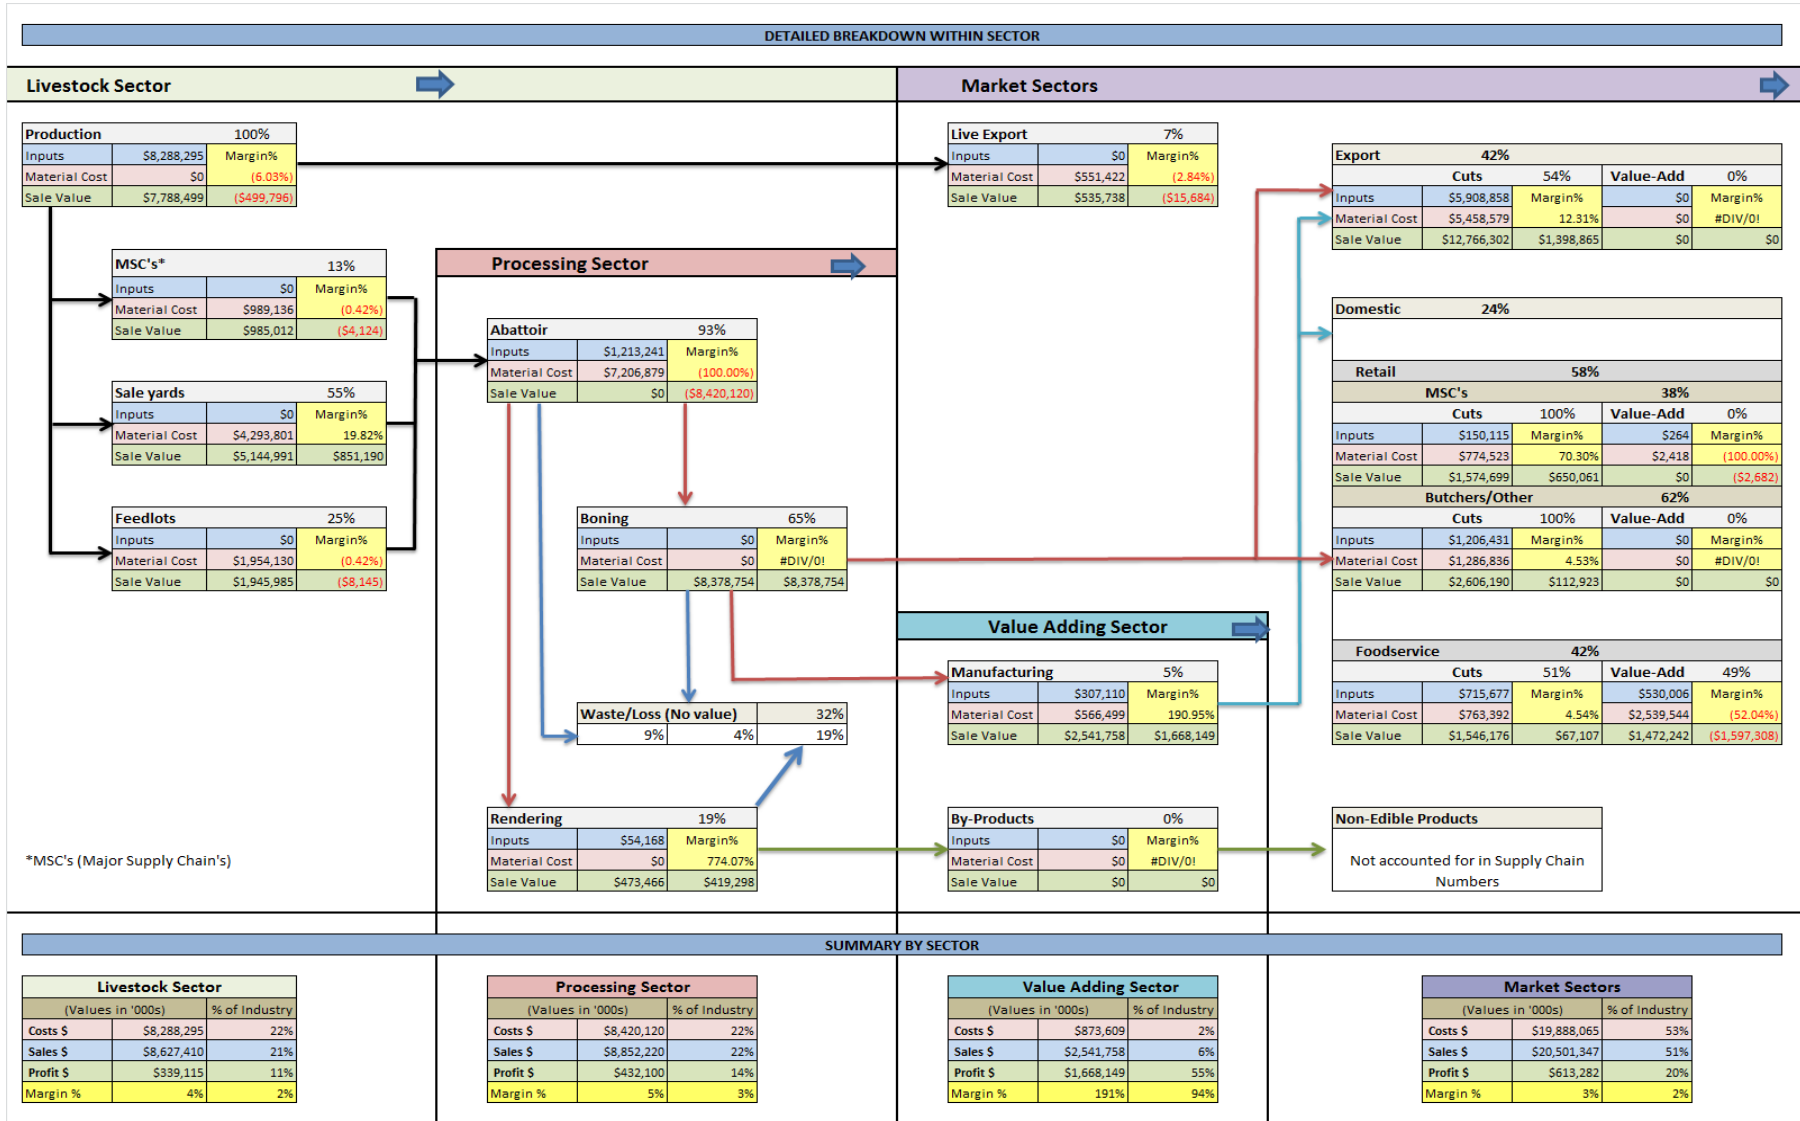 DETAILED BREAKDOWN WITHIN SECTOR
Livestock Sector
Market Sectors
Production 100%
Inputs $8,288,295 Margin%
Material Cost $0 (6.03%)
Sale Value $7,788,499 ($499,796)
MSC's* 13%
Inputs $0 Margin%
Material Cost $989,136 (0.42%)
Sale Value $985,012 ($4,124)
Sale yards 55%
Inputs $0 Margin%
Material Cost $4,293,801 19.82%
Sale Value $5,144,991 $851,190
Feedlots 25%
Inputs $0 Margin%
Material Cost $1,954,130 (0.42%)
Sale Value $1,945,985 ($8,145)
*MSC's (Major Supply Chain's)
Processing Sector
Abattoir 93%
Inputs $1,213,241 Margin%
Material Cost $7,206,879 (100.00%)
Sale Value $0 ($8,420,120)
Boning 65%
Inputs $0 Margin%
Material Cost $0 #DIV/0!
Sale Value $8,378,754 $8,378,754
Waste/Loss (No value) 32%
9% 4% 19%
Rendering 19%
Inputs $54,168 Margin%
Material Cost $0 774.07%
Sale Value $473,466 $419,298
Live Export 7%
Inputs $0 Margin%
Material Cost $551,422 (2.84%)
Sale Value $535,738 ($15,684)
Value Adding Sector
Manufacturing 5%
Inputs $307,110 Margin%
Material Cost $566,499 190.95%
Sale Value $2,541,758 $1,668,149
By-Products 0%
Inputs $0 Margin%
Material Cost $0 #DIV/0!
Sale Value $0 $0
Export 42%
Cuts 54% Value-Add 0%
Inputs $5,908,858 Margin% $0 Margin%
Material Cost $5,458,579 12.31% $0 #DIV/0!
Sale Value $12,766,302 $1,398,865 $0 $0
Domestic 24%
Retail 58%
MSC's 38%
Cuts 100% Value-Add 0%
Inputs $150,115 Margin% $264 Margin%
Material Cost $774,523 70.30% $2,418 (100.00%)
Sale Value $1,574,699 $650,061 $0 ($2,682)
Butchers/Other 62%
Cuts 100% Value-Add 0%
Inputs $1,206,431 Margin% $0 Margin%
Material Cost $1,286,836 4.53% $0 #DIV/0!
Sale Value $2,606,190 $112,923 $0 $0
Foodservice 42%
Cuts 51% Value-Add 49%
Inputs $715,677 Margin% $530,006 Margin%
Material Cost $763,392 4.54% $2,539,544 (52.04%)
Sale Value $1,546,176 $67,107 $1,472,242 ($1,597,308)
Non-Edible Products
Not accounted for in Supply Chain
Numbers
SUMMARY BY SECTOR
Livestock Sector
(Values in '000s) % of Industry
Costs $ $8,288,295 22%
Sales $ $8,627,410 21%
Profit $ $339,115 11%
Margin % 4% 2%
Processing Sector
(Values in '000s) % of Industry
Costs $ $8,420,120 22%
Sales $ $8,852,220 22%
Profit $ $432,100 14%
Margin % 5% 3%
Value Adding Sector
(Values in '000s) % of Industry
Costs $ $873,609 2%
Sales $ $2,541,758 6%
Profit $ $1,668,149 55%
Margin % 191% 94%
Market Sectors
(Values in '000s) % of Industry
Costs $ $19,888,065 53%
Sales $ $20,501,347 51%
Profit $ $613,282 20%
Margin % 3% 2%